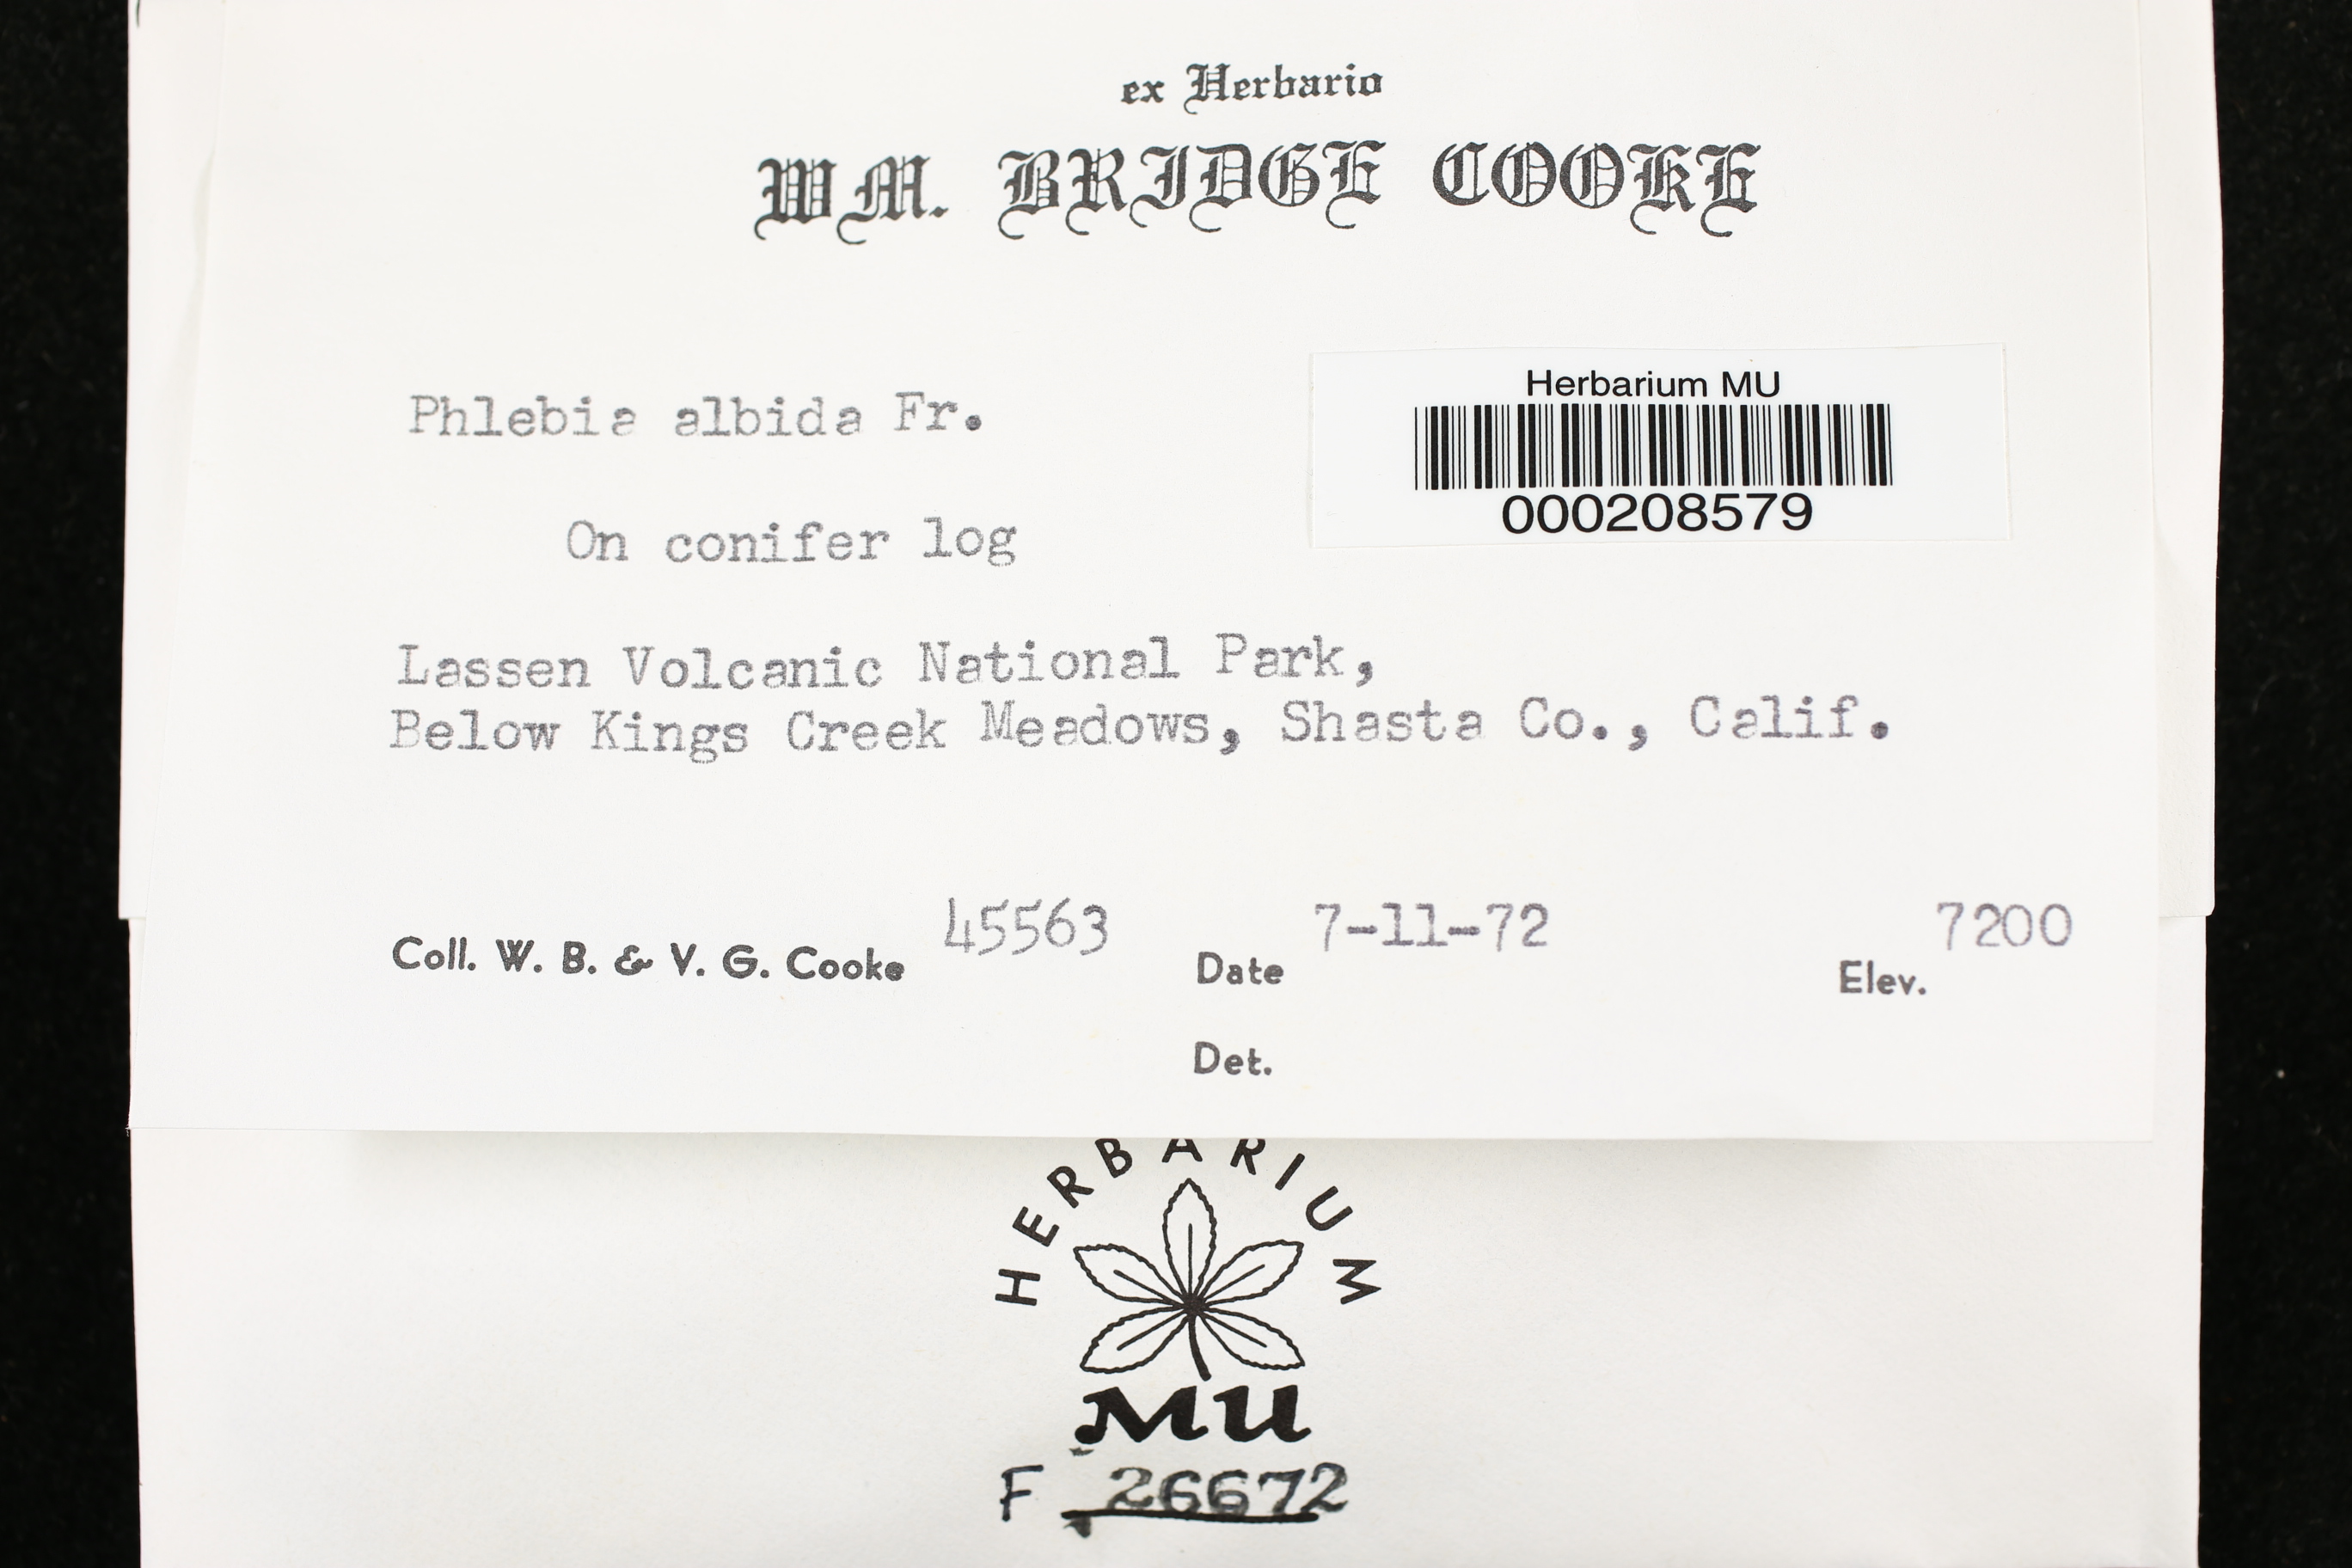 ex Herbario
WM. BRIDGE COOKE
Herbarium MU
000208579
Phlebia albida Fr.
On conifer log
Lassen Volcanic National Park,
Below Kings Creek Meadows, Shasta Co., Calif.
Coll. W. B. & V. G. Cooke 45563 Date 7-11-72 Elev. 7200
Det.
HERBARIUM
MU
F 26672